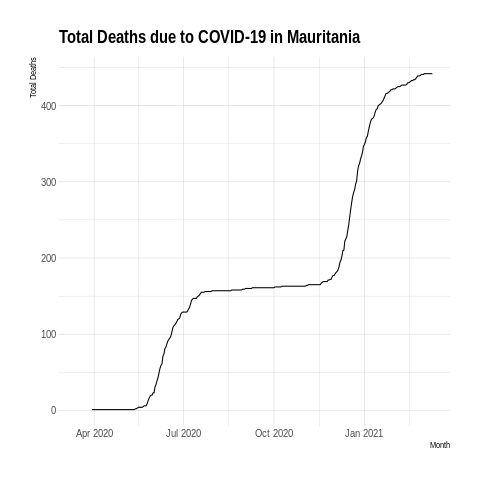 Total Deaths due to COVID-19 in Mauritania
Total Deaths
400
300
200
100
0
Apr 2020 Jul 2020 Oct 2020 Jan 2021
Month